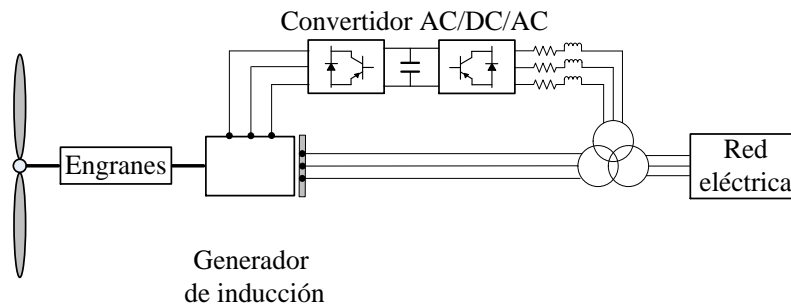 Convertidor AC/DC/AC
Engranes
Red
eléctrica
Generador
de inducción